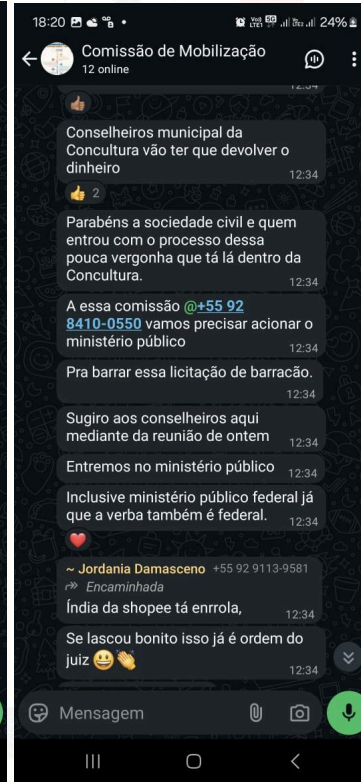 18:20
24%
Comissão de Mobilização
12 online
Conselheiros municipal da
Concultura vão ter que devolver o
dinheiro
12:34
2
Parabéns a sociedade civil e quem
entrou com o processo dessa
pouca vergonha que tá lá dentro da
Concultura.
12:34
A essa comissão @+55 92
8410-0550 vamos precisar acionar o
ministério público
12:34
Pra barrar essa licitação de barracão.
12:34
Sugiro aos conselheiros aqui
mediante da reunião de ontem
12:34
Entremos no ministério público
12:34
Inclusive ministério público federal já
que a verba também é federal.
12:34
~ Jordania Damasceno +55 92 9113-9581
Encaminhada
Índia da shopee tá enrrola,
12:34
Se lascou bonito isso já é ordem do
juiz
12:34
Mensagem